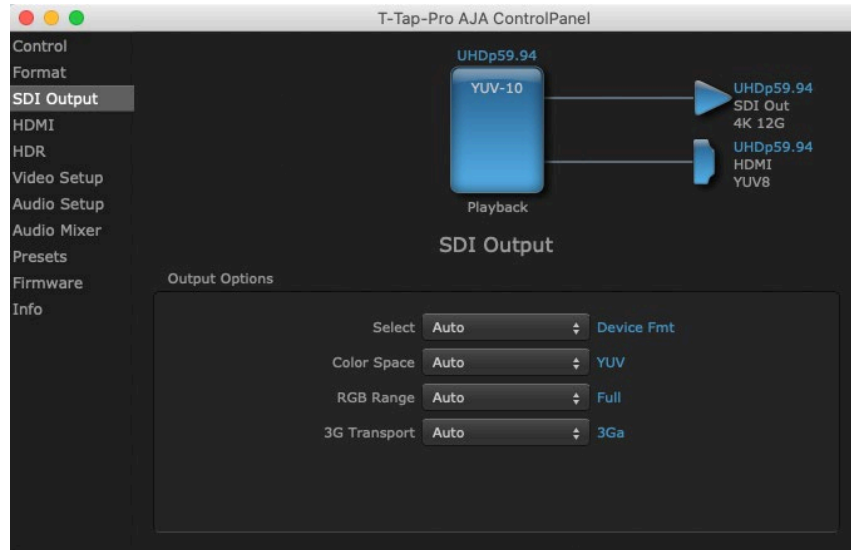 T-Tap-Pro AJA ControlPanel
Control
Format
SDI Output
HDMI
HDR
Video Setup
Audio Setup
Audio Mixer
Presets
Firmware
Info
UHDp59.94
YUV-10
Playback
UHDp59.94
SDI Out
4K 12G
UHDp59.94
HDMI
YUV8
SDI Output
Output Options
Select Auto Device Fmt
Color Space Auto YUV
RGB Range Auto Full
3G Transport Auto 3Ga